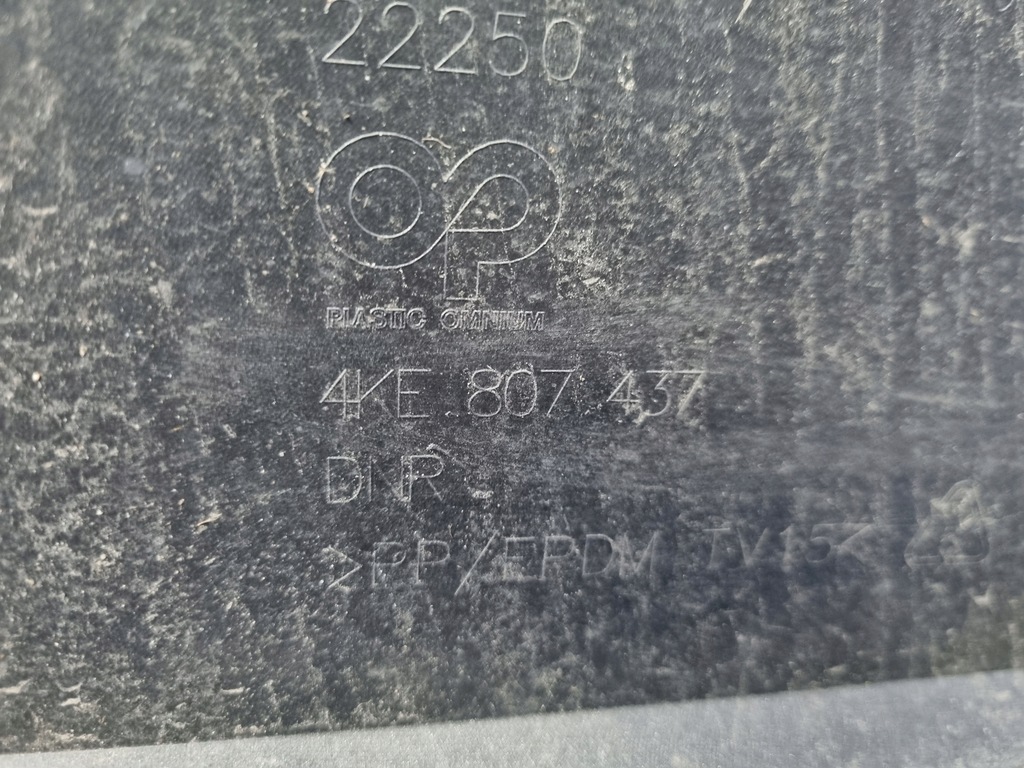 22250
OP
PLASTIC OMNIUM
4KE.807.437
DNR
>PP/EPDM TV15<